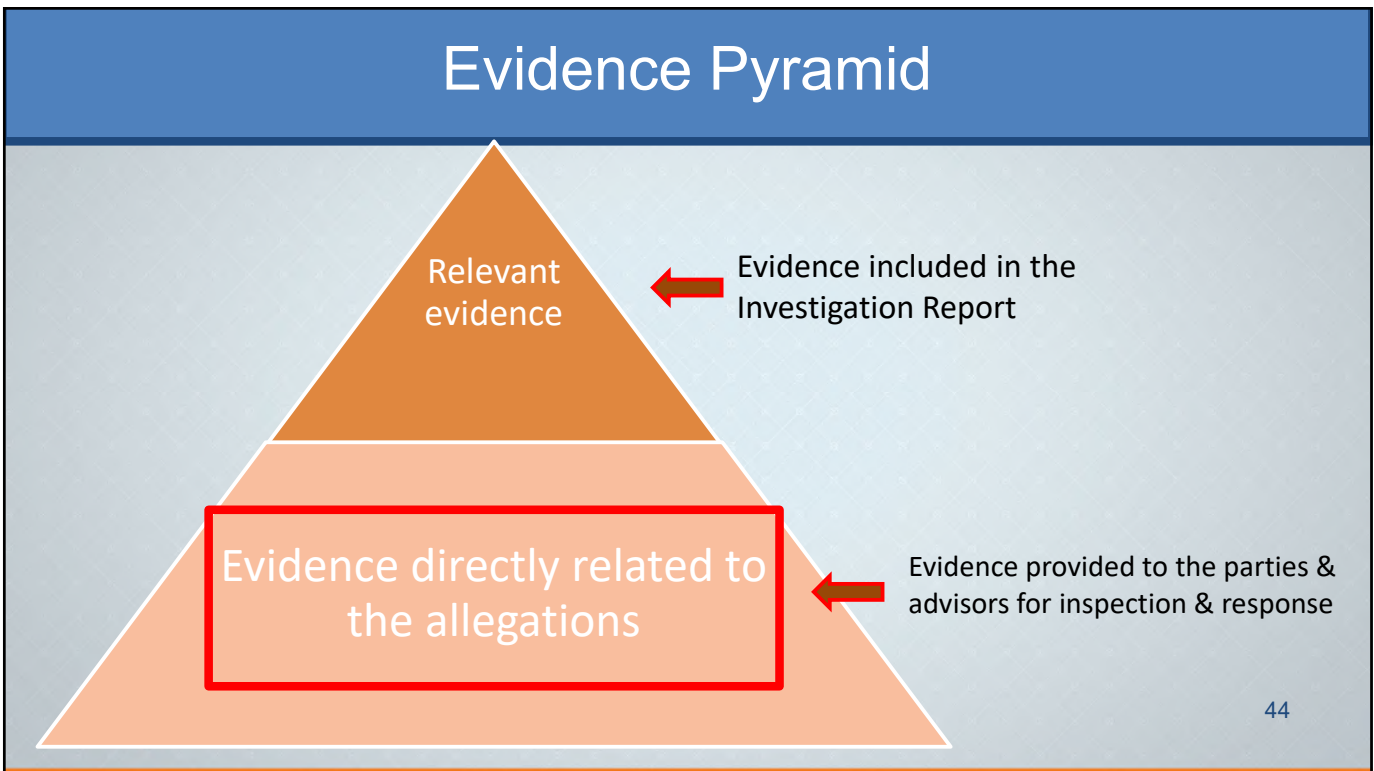 Evidence Pyramid
Relevant
evidence
Evidence included in the
Investigation Report
Evidence directly related to
the allegations
Evidence provided to the parties &
advisors for inspection & response
44